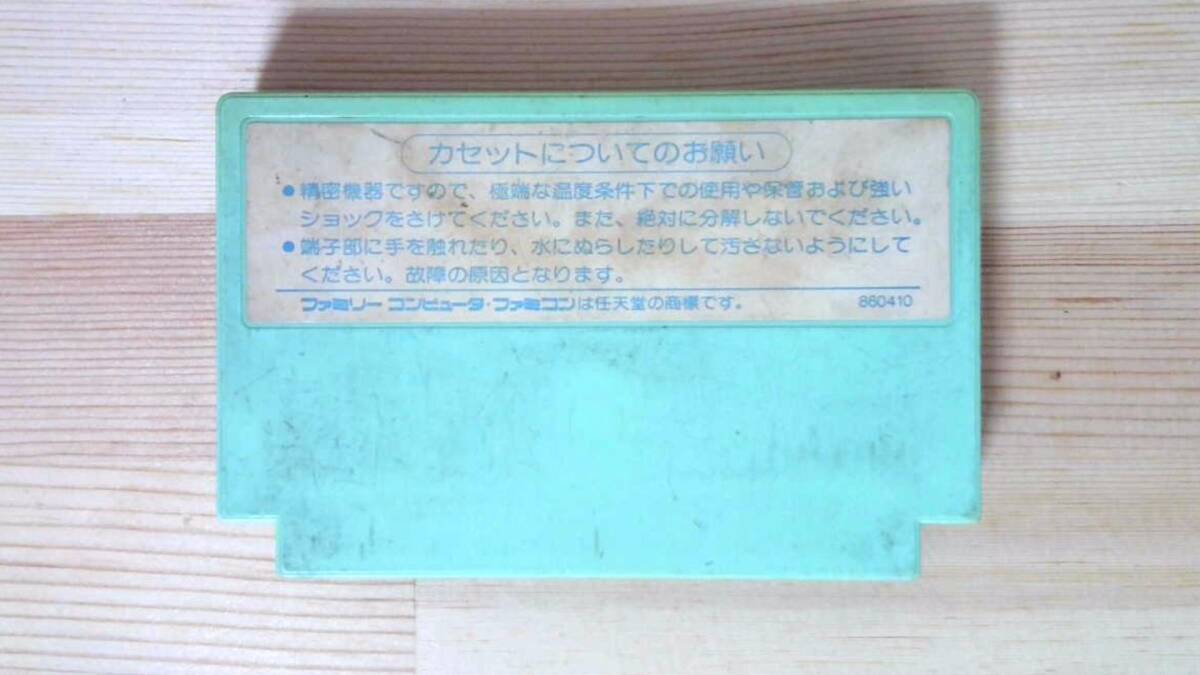 カセットについてのお願い
● 精密機器ですので、極端な温度条件下での使用や保管および強い
ショックをさけてください。また、絶対に分解しないでください。
● 端子部に手を触れたり、水にぬらしたりして汚さないようにして
ください。故障の原因となります。
ファミリー コンピュータ・ファミコンは任天堂の商標です。 860410